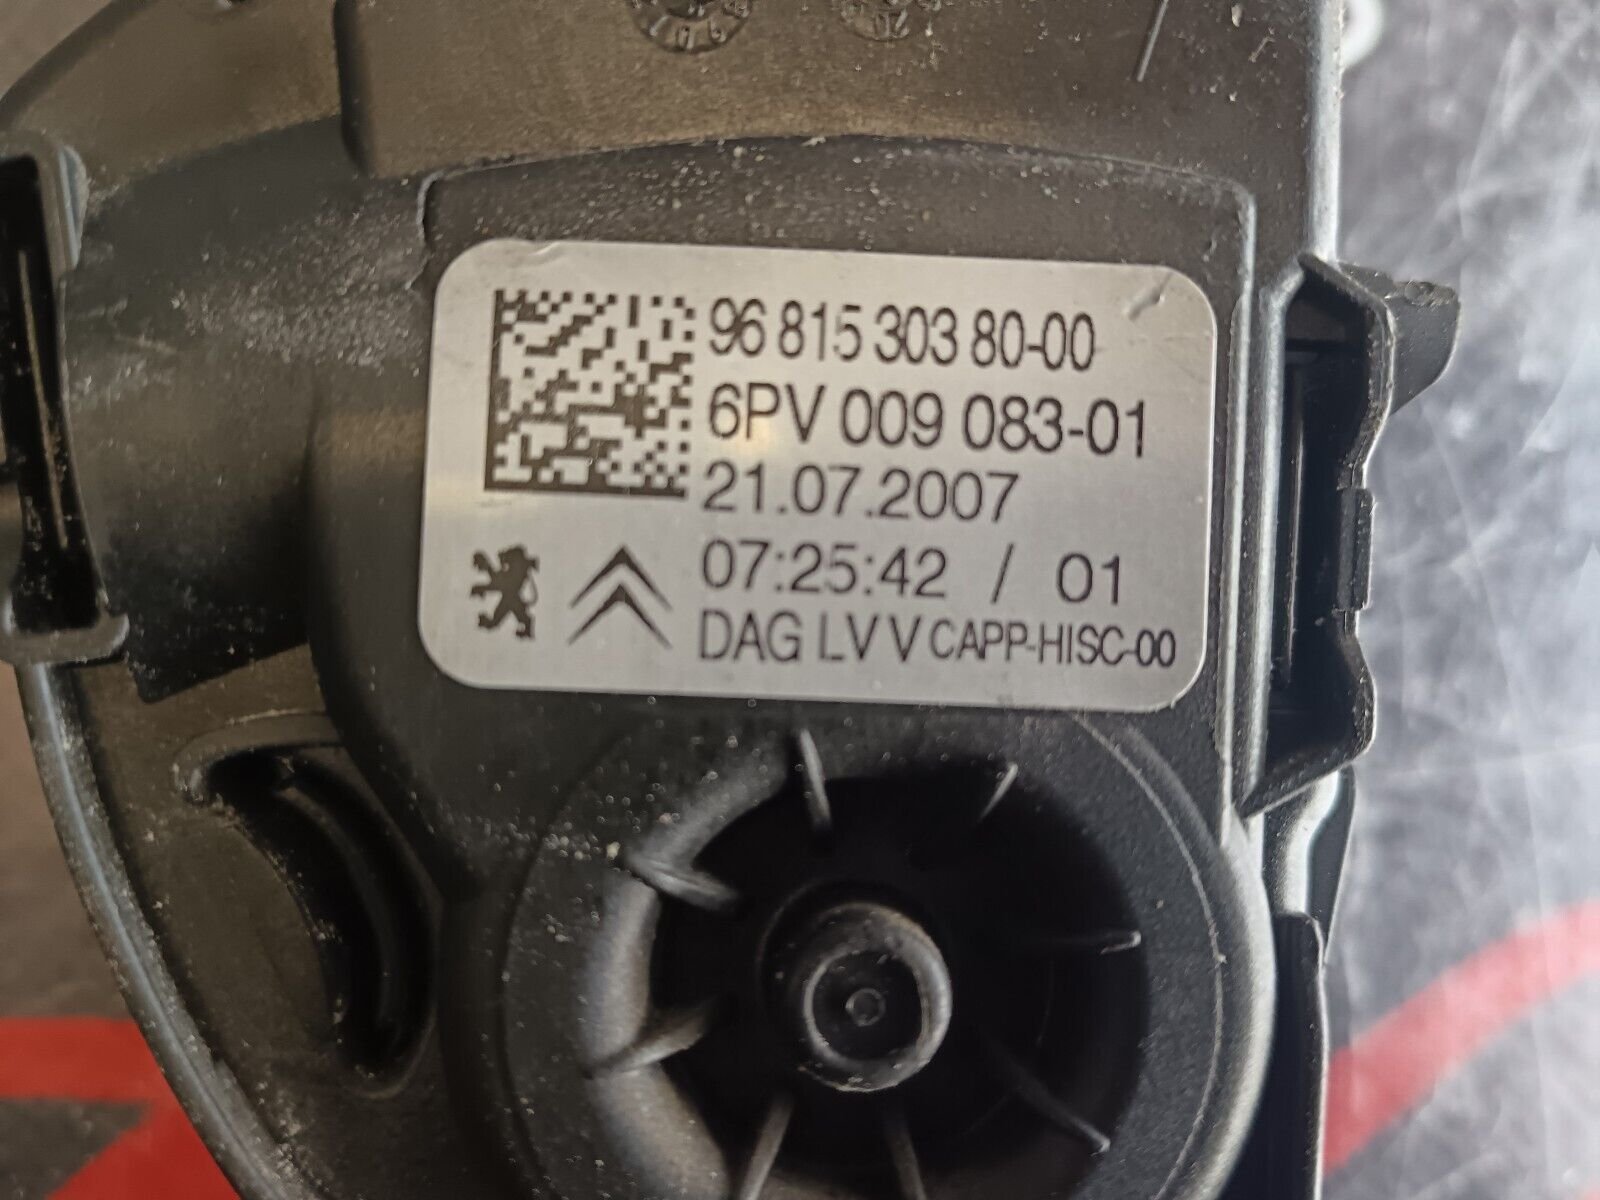 96 815 303 80-00
6PV 009 083-01
21.07.2007
07:25:42 / 01
DAG LV V CAPP-HISC-00